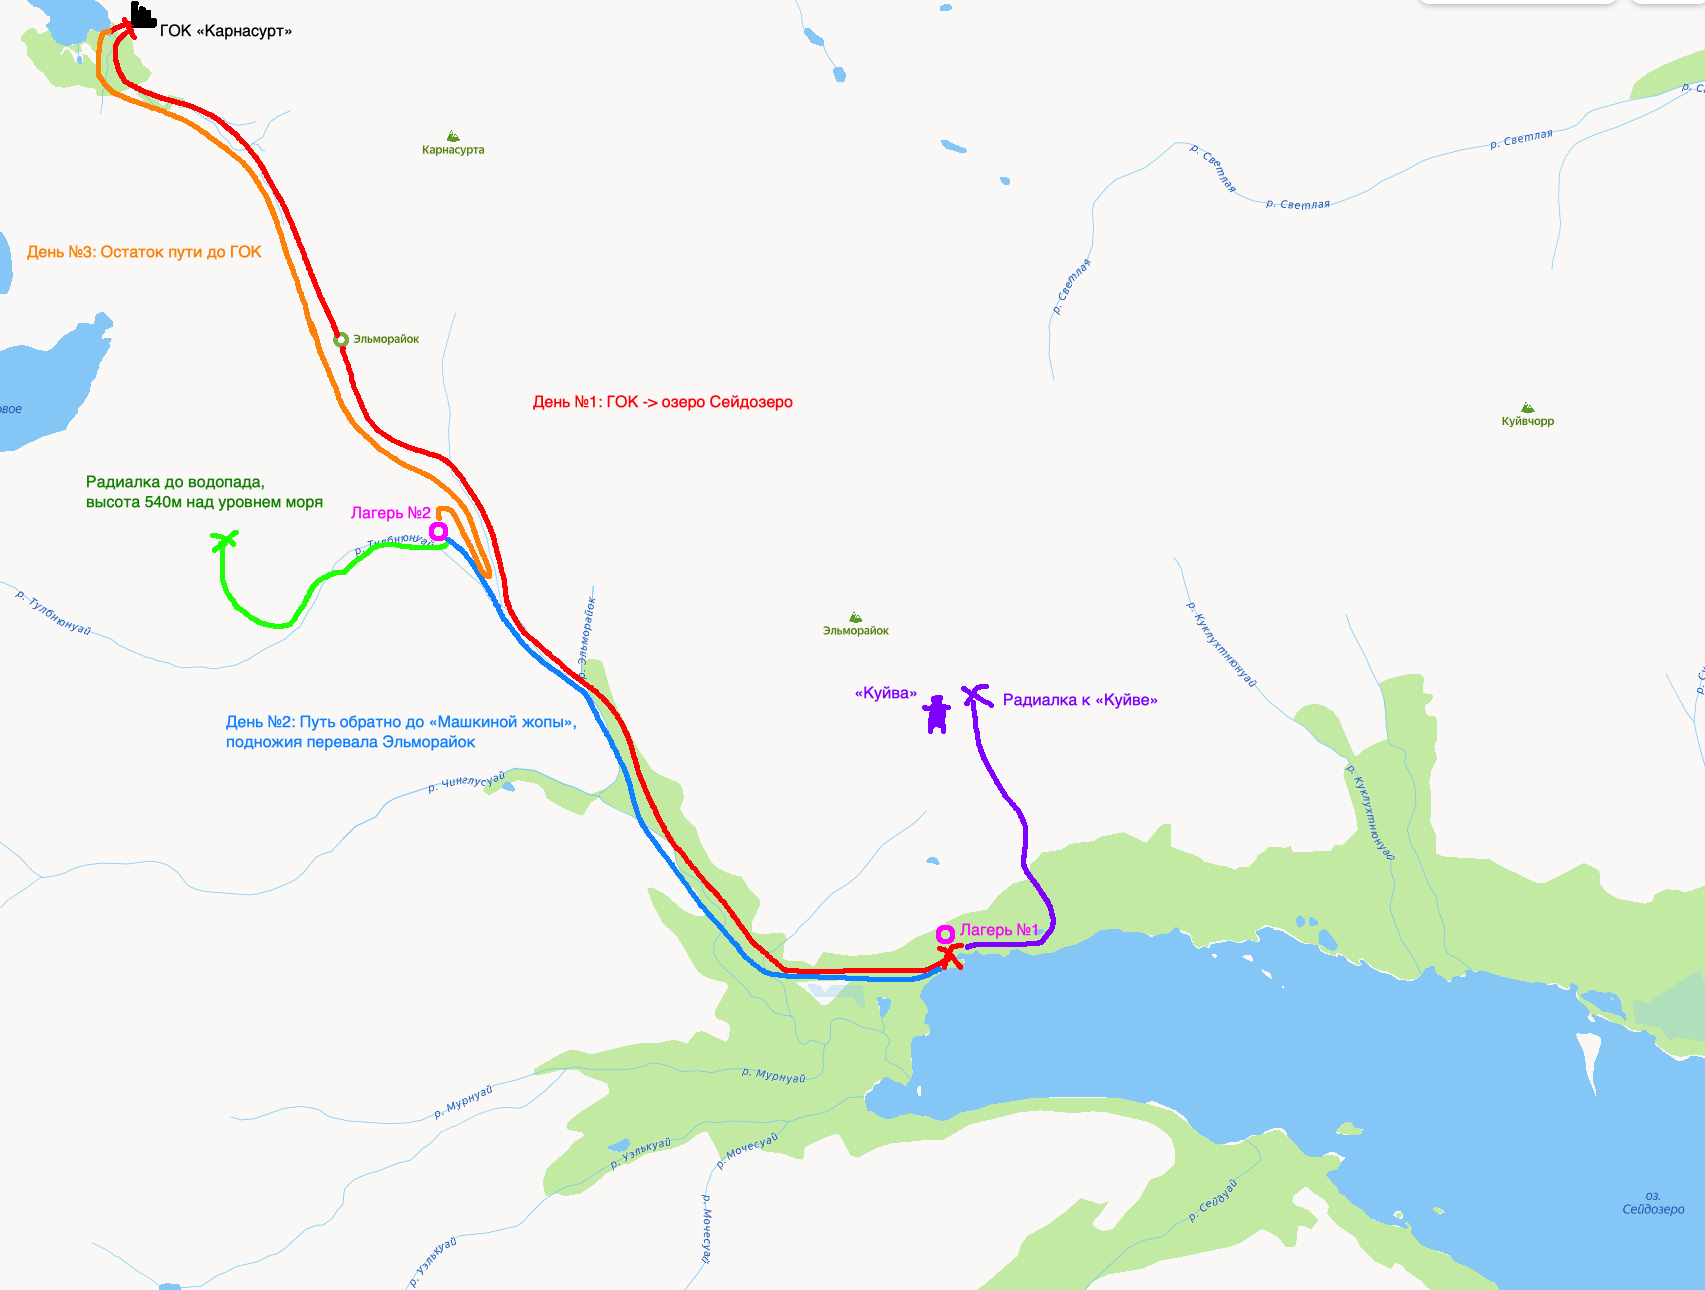 ГОК «Карнасурт»
р. Светлая
р. Светлая
Карнасурта
р. Светлая
р. Светлая
День №3: Остаток пути до ГОК
Эльморайок
День №1: ГОК -> озеро Сейдозеро
Куйвчорр
Радиалка до водопада,
высота 540м над уровнем моря
Лагерь №2
р. Тулбнюнуай
р. Тулбнюнуай
р. Эльморайок
Эльморайок
р. Куклухтнюнуай
«Куйва»
Радиалка к «Куйве»
День №2: Путь обратно до «Машкиной жопы»,
подножия перевала Эльморайок
р. Чинглусуай
р. Куклухтнюнуай
Лагерь №1
р. Мурнуай
р. Мурнуай
р. Уэлькуай
р. Мочесуай
р. Мочесуай
р. Сейдуай
оз.
Сейдозеро
р. Уэлькуай